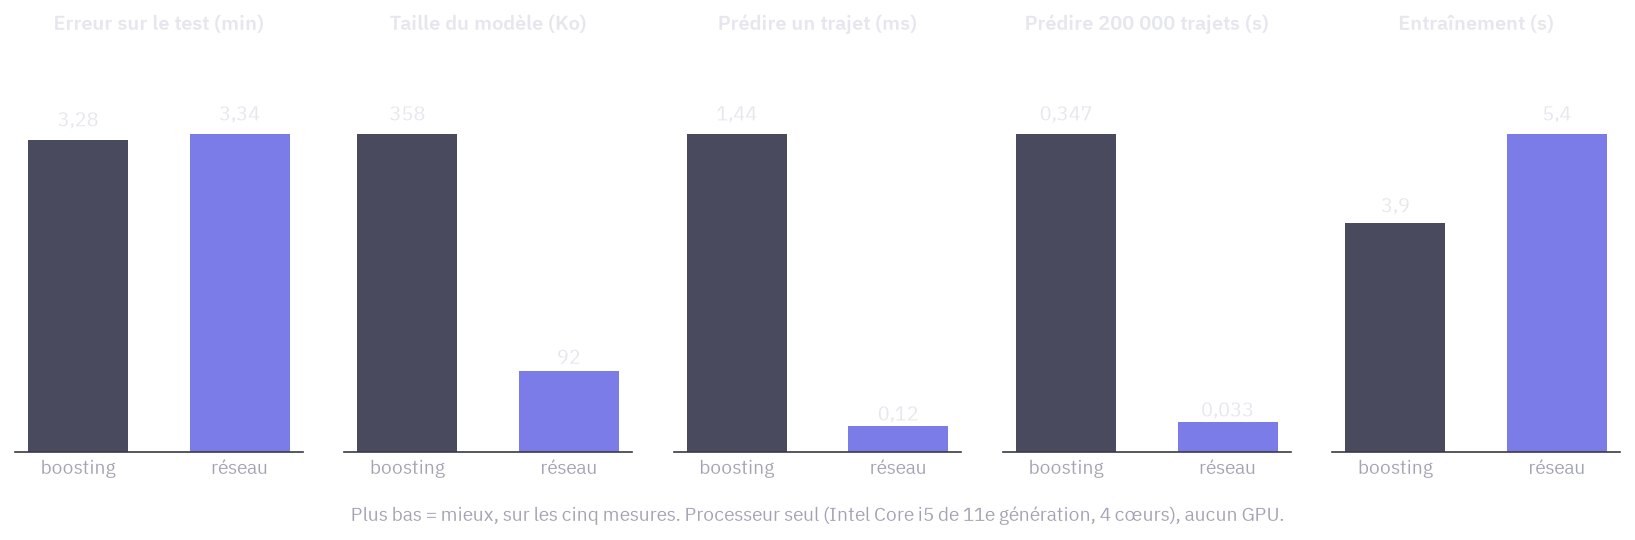 Erreur sur le test (min)
3,28
3,34
boosting
réseau
Taille du modèle (Ko)
358
92
boosting
réseau
Prédire un trajet (ms)
1,44
0,12
boosting
réseau
Prédire 200 000 trajets (s)
0,347
0,033
boosting
réseau
Entraînement (s)
3,9
5,4
boosting
réseau
Plus bas = mieux, sur les cinq mesures. Processeur seul (Intel Core i5 de 11e génération, 4 cœurs), aucun GPU.